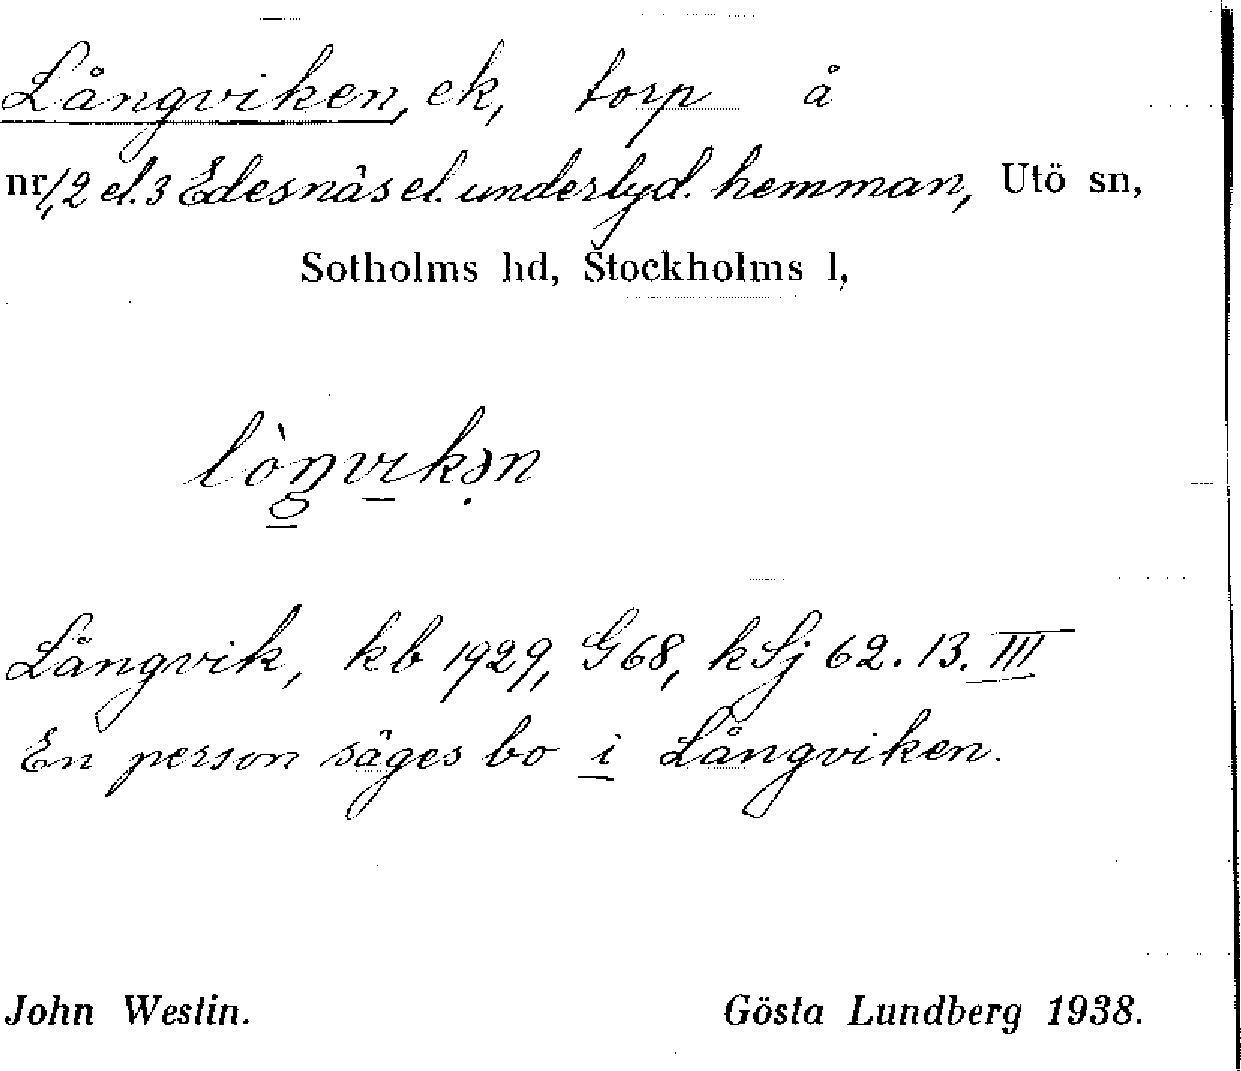 Långviken, ek, torp å
nr 1, 2 el. 3 Edesnäs el. underlyd. hemman, Utö sn,
Sotholms hd, Stockholms l,
lòŋvikən
Långvik, kb 1929, G68, kSj 62. 13. III
En person säges bo i Långviken.
John Westin. Gösta Lundberg 1938.